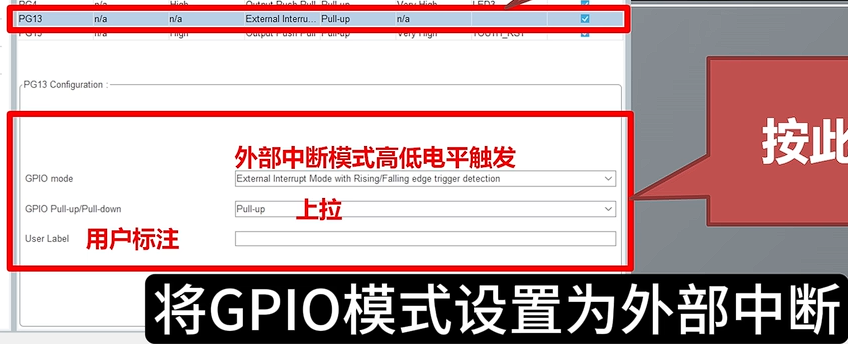 PG4 n/a High Output Push Pull Pull-up Very High LED3
PG13 n/a n/a External Interru... Pull-up n/a
n/a High Output Push Pull Pull-up Very High
PG13 Configuration :
外部中断模式高低电平触发
GPIO mode External Interrupt Mode with Rising/Falling edge trigger detection
GPIO Pull-up/Pull-down Pull-up 上拉
User Label 用户标注
按此
将GPIO模式设置为外部中断